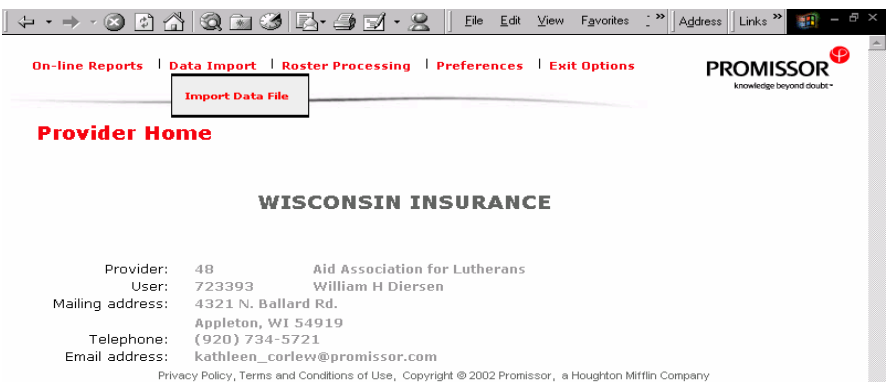 File Edit View Favorites » Address Links »
On-line Reports | Data Import | Roster Processing | Preferences | Exit Options
PROMISSOR
knowledge beyond doubt
Import Data File
Provider Home
WISCONSIN INSURANCE
Provider: 48 Aid Association for Lutherans
User: 723393 William H Diersen
Mailing address: 4321 N. Ballard Rd.
Appleton, WI 54919
Telephone: (920) 734-5721
Email address: kathleen_corlew@promissor.com
Privacy Policy, Terms and Conditions of Use, Copyright © 2002 Promissor, a Houghton Mifflin Company